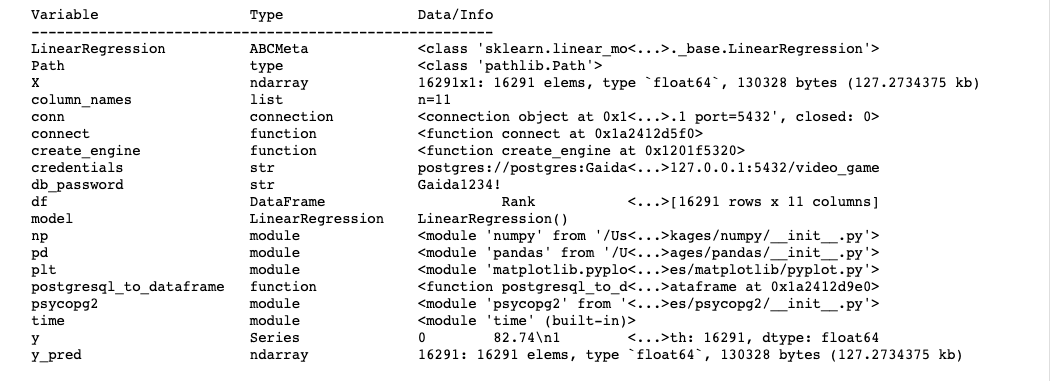 Variable Type Data/Info
-------------------------------------------------------
LinearRegression ABCMeta <class 'sklearn.linear_mo<...>._base.LinearRegression'>
Path type <class 'pathlib.Path'>
X ndarray 16291x1: 16291 elems, type `float64`, 130328 bytes (127.2734375 kb)
column_names list n=11
conn connection <connection object at 0x1<...>.1 port=5432', closed: 0>
connect function <function connect at 0x1a2412d5f0>
create_engine function <function create_engine at 0x1201f5320>
credentials str postgres://postgres:Gaida<...>127.0.0.1:5432/video_game
db_password str Gaida1234!
df DataFrame Rank <...>[16291 rows x 11 columns]
model LinearRegression LinearRegression()
np module <module 'numpy' from '/Us<...>kages/numpy/__init__.py'>
pd module <module 'pandas' from '/U<...>ages/pandas/__init__.py'>
plt module <module 'matplotlib.pyplo<...>es/matplotlib/pyplot.py'>
postgresql_to_dataframe function <function postgresql_to_d<...>ataframe at 0x1a2412d9e0>
psycopg2 module <module 'psycopg2' from '<...>es/psycopg2/__init__.py'>
time module <module 'time' (built-in)>
y Series 0 82.74\n1 <...>th: 16291, dtype: float64
y_pred ndarray 16291: 16291 elems, type `float64`, 130328 bytes (127.2734375 kb)